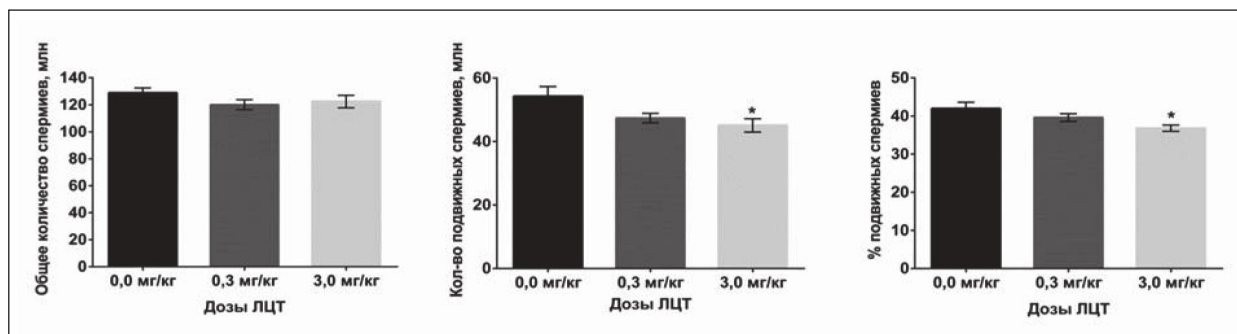 Общее количество спермиев, млн
140
120
100
80
60
40
20
0
0,0 мг/кг 0,3 мг/кг 3,0 мг/кг
Дозы ЛЦТ
Кол-во подвижных спермиев, млн
60
40
20
0
*
0,0 мг/кг 0,3 мг/кг 3,0 мг/кг
Дозы ЛЦТ
% подвижных спермиев
50
40
30
20
10
0
*
0,0 мг/кг 0,3 мг/кг 3,0 мг/кг
Дозы ЛЦТ